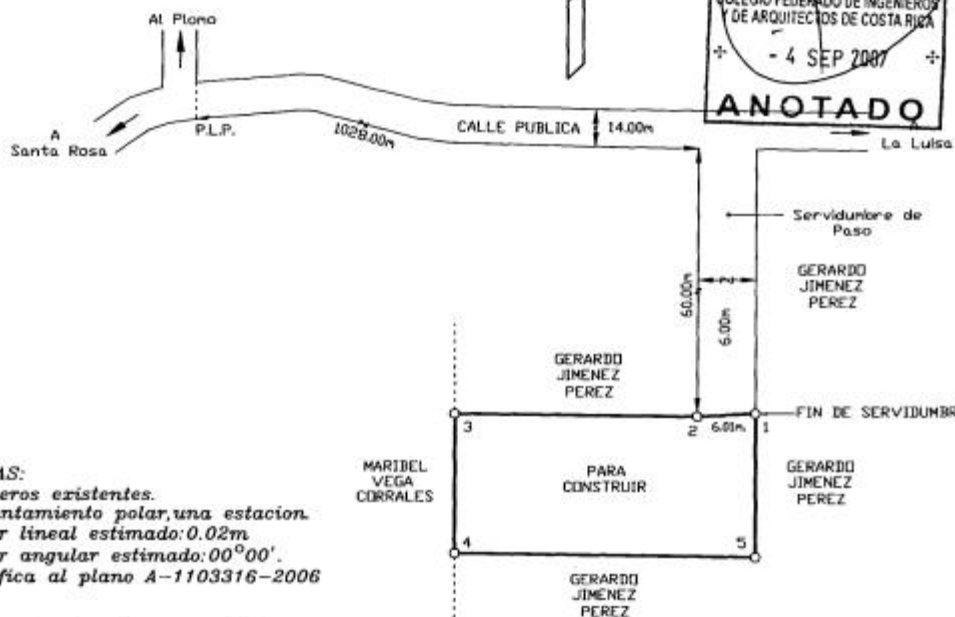 COLEGIO FEDERADO DE INGENIEROS
Y DE ARQUITECTOS DE COSTA RICA
- 4 SEP 2007
ANOTADO
Al Plomo
A
Santa Rosa
P.L.P.
1028.00m
CALLE PUBLICA
14.00m
La Luisa
Servidumbre de
Paso
GERARDO
JIMENEZ
PEREZ
60.00m
6.00m
GERARDO
JIMENEZ
PEREZ
FIN DE SERVIDUMBR
3
2
6.01m.
1
MARIBEL
VEGA
CORRALES
PARA
CONSTRUIR
GERARDO
JIMENEZ
PEREZ
4
5
GERARDO
JIMENEZ
PEREZ
AS:
eros existentes.
ntamiento polar,una estacion.
r lineal estimado:0.02m
r angular estimado:00°00'.
fica al plano A-1103316-2006